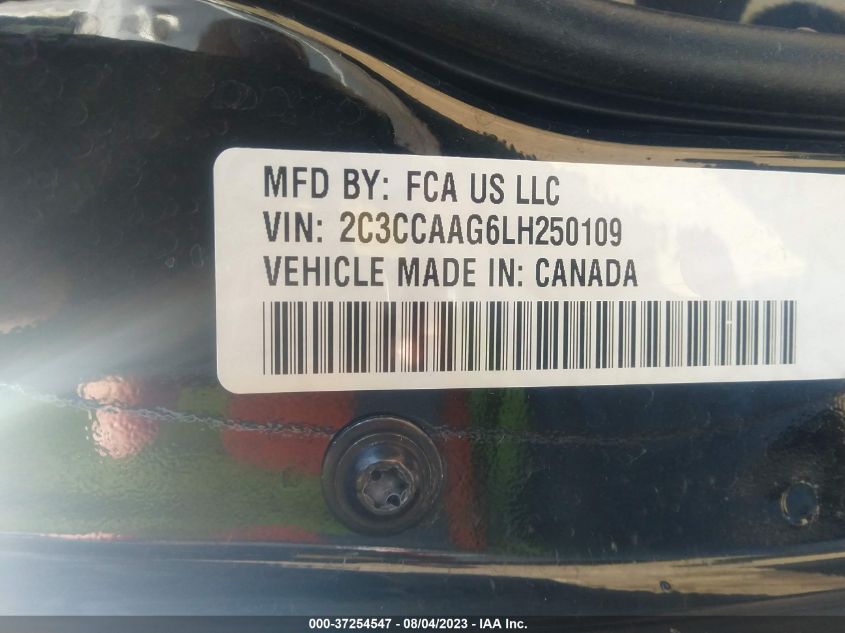 MFD BY: FCA US LLC
VIN: 2C3CCAAG6LH250109
VEHICLE MADE IN: CANADA
000-37254547 - 08/04/2023 - IAA Inc.